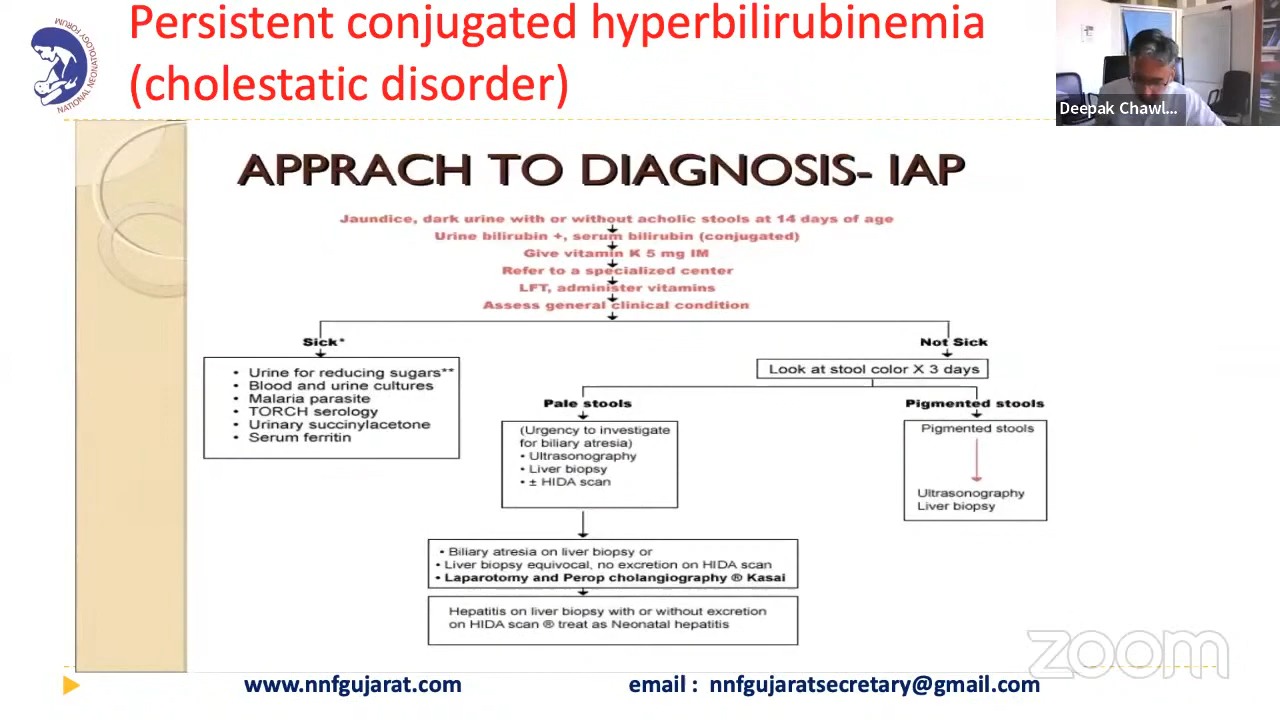 Persistent conjugated hyperbilirubinemia
(cholestatic disorder)
NATIONAL NEONATOLOGY FORUM
Deepak Chawl...
APPRACH TO DIAGNOSIS- IAP
Jaundice, dark urine with or without acholic stools at 14 days of age
Urine bilirubin +, serum bilirubin (conjugated)
Give vitamin K 5 mg IM
Refer to a specialized center
LFT, administer vitamins
Assess general clinical condition
Sick*
• Urine for reducing sugars**
• Blood and urine cultures
• Malaria parasite
• TORCH serology
• Urinary succinylacetone
• Serum ferritin
Not Sick
Look at stool color X 3 days
Pale stools
(Urgency to investigate
for biliary atresia)
• Ultrasonography
• Liver biopsy
• ± HIDA scan
Pigmented stools
Pigmented stools
Ultrasonography
Liver biopsy
• Biliary atresia on liver biopsy or
• Liver biopsy equivocal, no excretion on HIDA scan
• Laparotomy and Perop cholangiography ® Kasai
Hepatitis on liver biopsy with or without excretion
on HIDA scan ® treat as Neonatal hepatitis
zoom
www.nnfgujarat.com
email : nnfgujaratsecretary@gmail.com